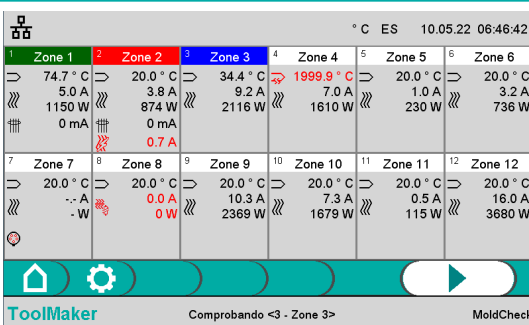 ° C ES 10.05.22 06:46:42
1 Zone 1 2 Zone 2 3 Zone 3 4 Zone 4 5 Zone 5 6 Zone 6
74.7 ° C 20.0 ° C 34.4 ° C 1999.9 ° C 20.0 ° C 20.0 ° C
5.0 A 3.8 A 9.2 A 7.0 A 1.0 A 3.2 A
1150 W 874 W 2116 W 1610 W 230 W 736 W
0 mA 0 mA
0.7 A
7 Zone 7 8 Zone 8 9 Zone 9 10 Zone 10 11 Zone 11 12 Zone 12
20.0 ° C 20.0 ° C 20.0 ° C 20.0 ° C 20.0 ° C 20.0 ° C
-.- A 0.0 A 10.3 A 7.3 A 0.5 A 16.0 A
- W 0 W 2369 W 1679 W 115 W 3680 W
ToolMaker Comprobando <3 - Zone 3> MoldCheck